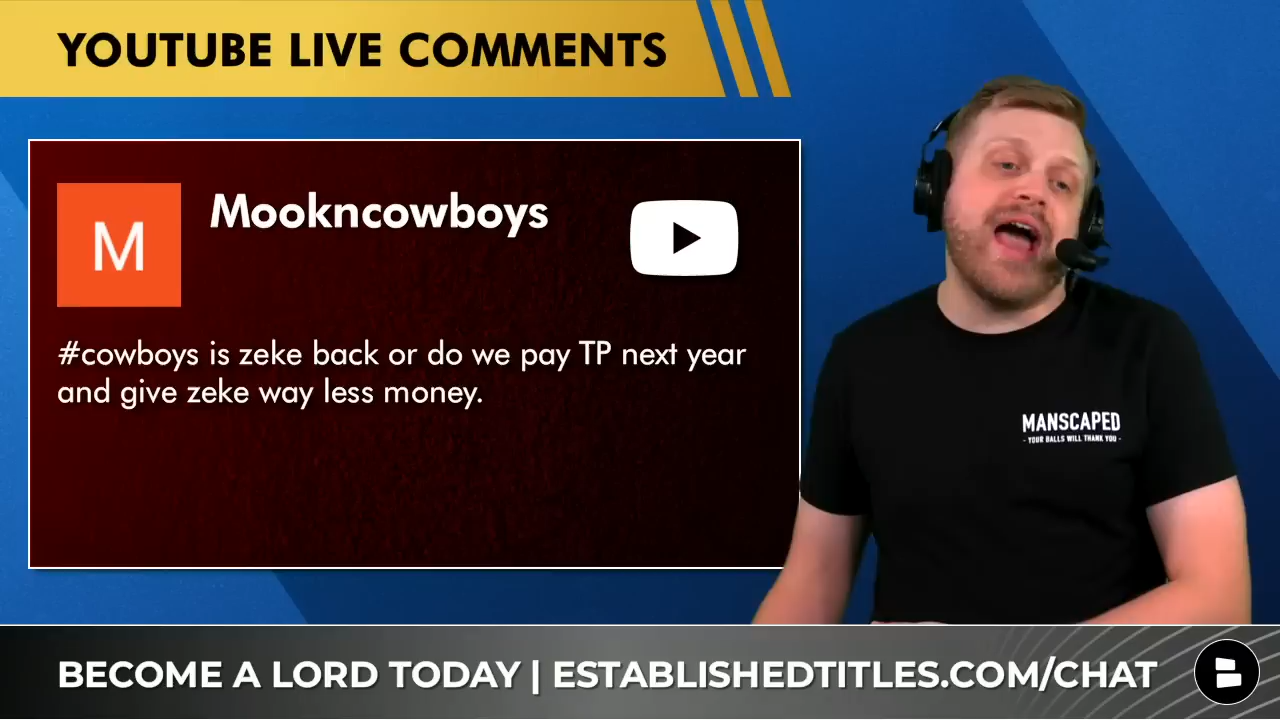 YOUTUBE LIVE COMMENTS
M
Mookncowboys
#cowboys is zeke back or do we pay TP next year
and give zeke way less money.
MANSCAPED
- YOUR BALLS WILL THANK YOU -
BECOME A LORD TODAY | ESTABLISHEDTITLES.COM/CHAT